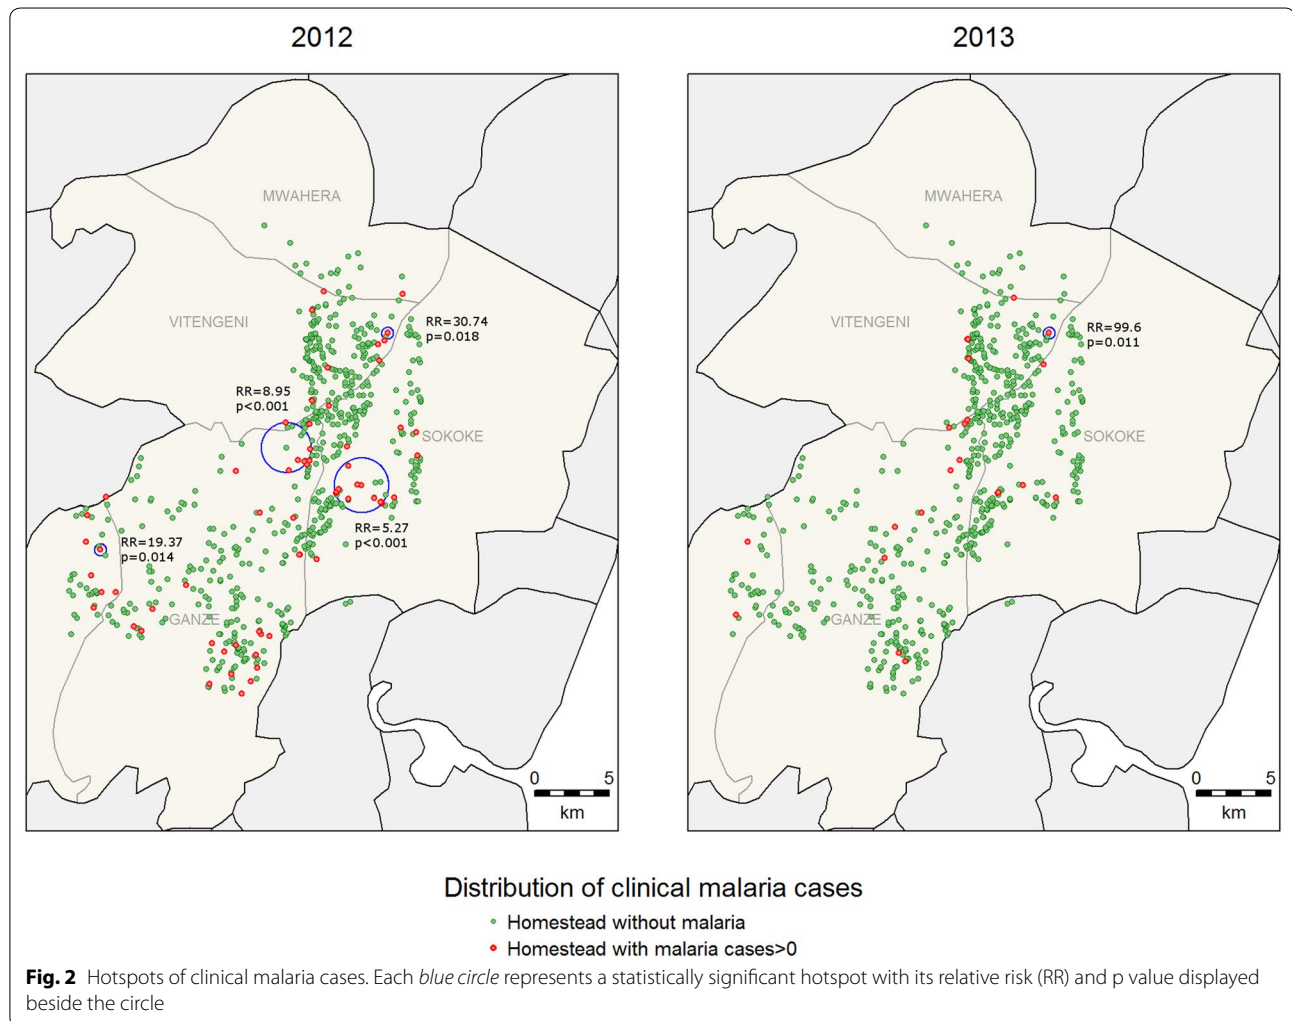 2012
2013
MWAHERA
VITENGENI
RR=30.74
p=0.018
RR=8.95
p<0.001
SOKOKE
RR=5.27
p<0.001
RR=19.37
p=0.014
GANZE
0 5
km
MWAHERA
VITENGENI
RR=99.6
p=0.011
SOKOKE
GANZE
0 5
km
Distribution of clinical malaria cases
Homestead without malaria
Homestead with malaria cases>0
Fig. 2 Hotspots of clinical malaria cases. Each blue circle represents a statistically significant hotspot with its relative risk (RR) and p value displayed
beside the circle